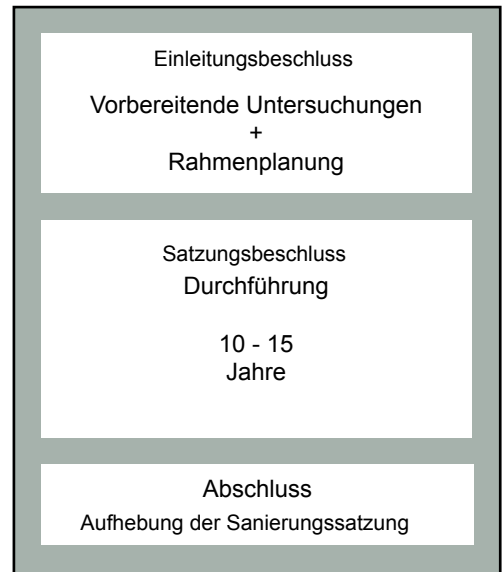 Einleitungsbeschluss
Vorbereitende Untersuchungen
+
Rahmenplanung
Satzungsbeschluss
Durchführung
10 - 15
Jahre
Abschluss
Aufhebung der Sanierungssatzung